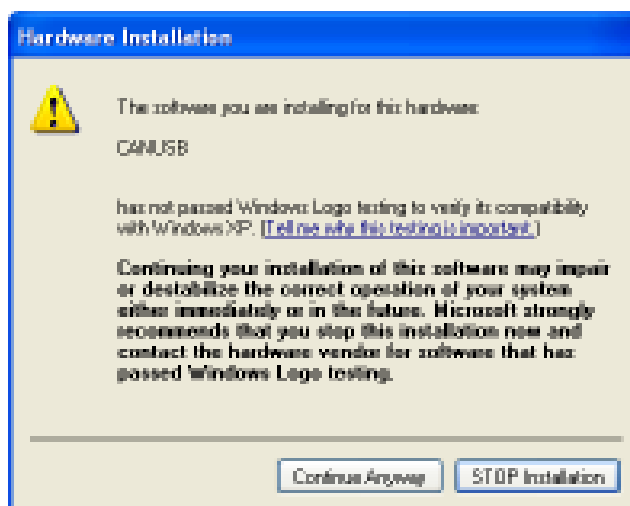 Hardware Installation
The software you are installing for this hardware:
CANUSB
has not passed Windows Logo testing to verify its compatibility
with Windows XP. (Tell me why this testing is important.)
Continuing your installation of this software may impair
or destabilize the correct operation of your system
either immediately or in the future. Microsoft strongly
recommends that you stop this installation now and
contact the hardware vendor for software that has
passed Windows Logo testing.
Continue Anyway
STOP Installation